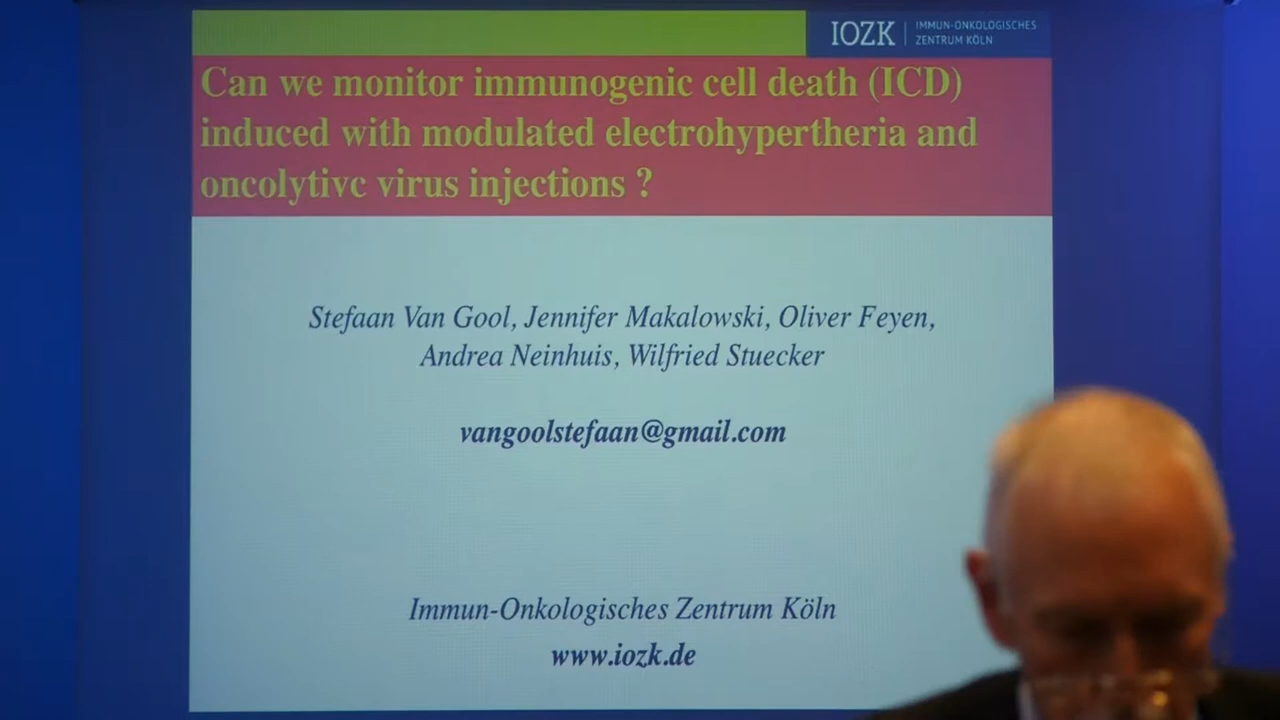 IOZK
IMMUN-ONKOLOGISCHES
ZENTRUM KÖLN
Can we monitor immunogenic cell death (ICD)
induced with modulated electrohypertheria and
oncolytivc virus injections ?
Stefaan Van Gool, Jennifer Makalowski, Oliver Feyen,
Andrea Neinhuis, Wilfried Stuecker
vangoolstefaan@gmail.com
Immun-Onkologisches Zentrum Köln
www.iozk.de